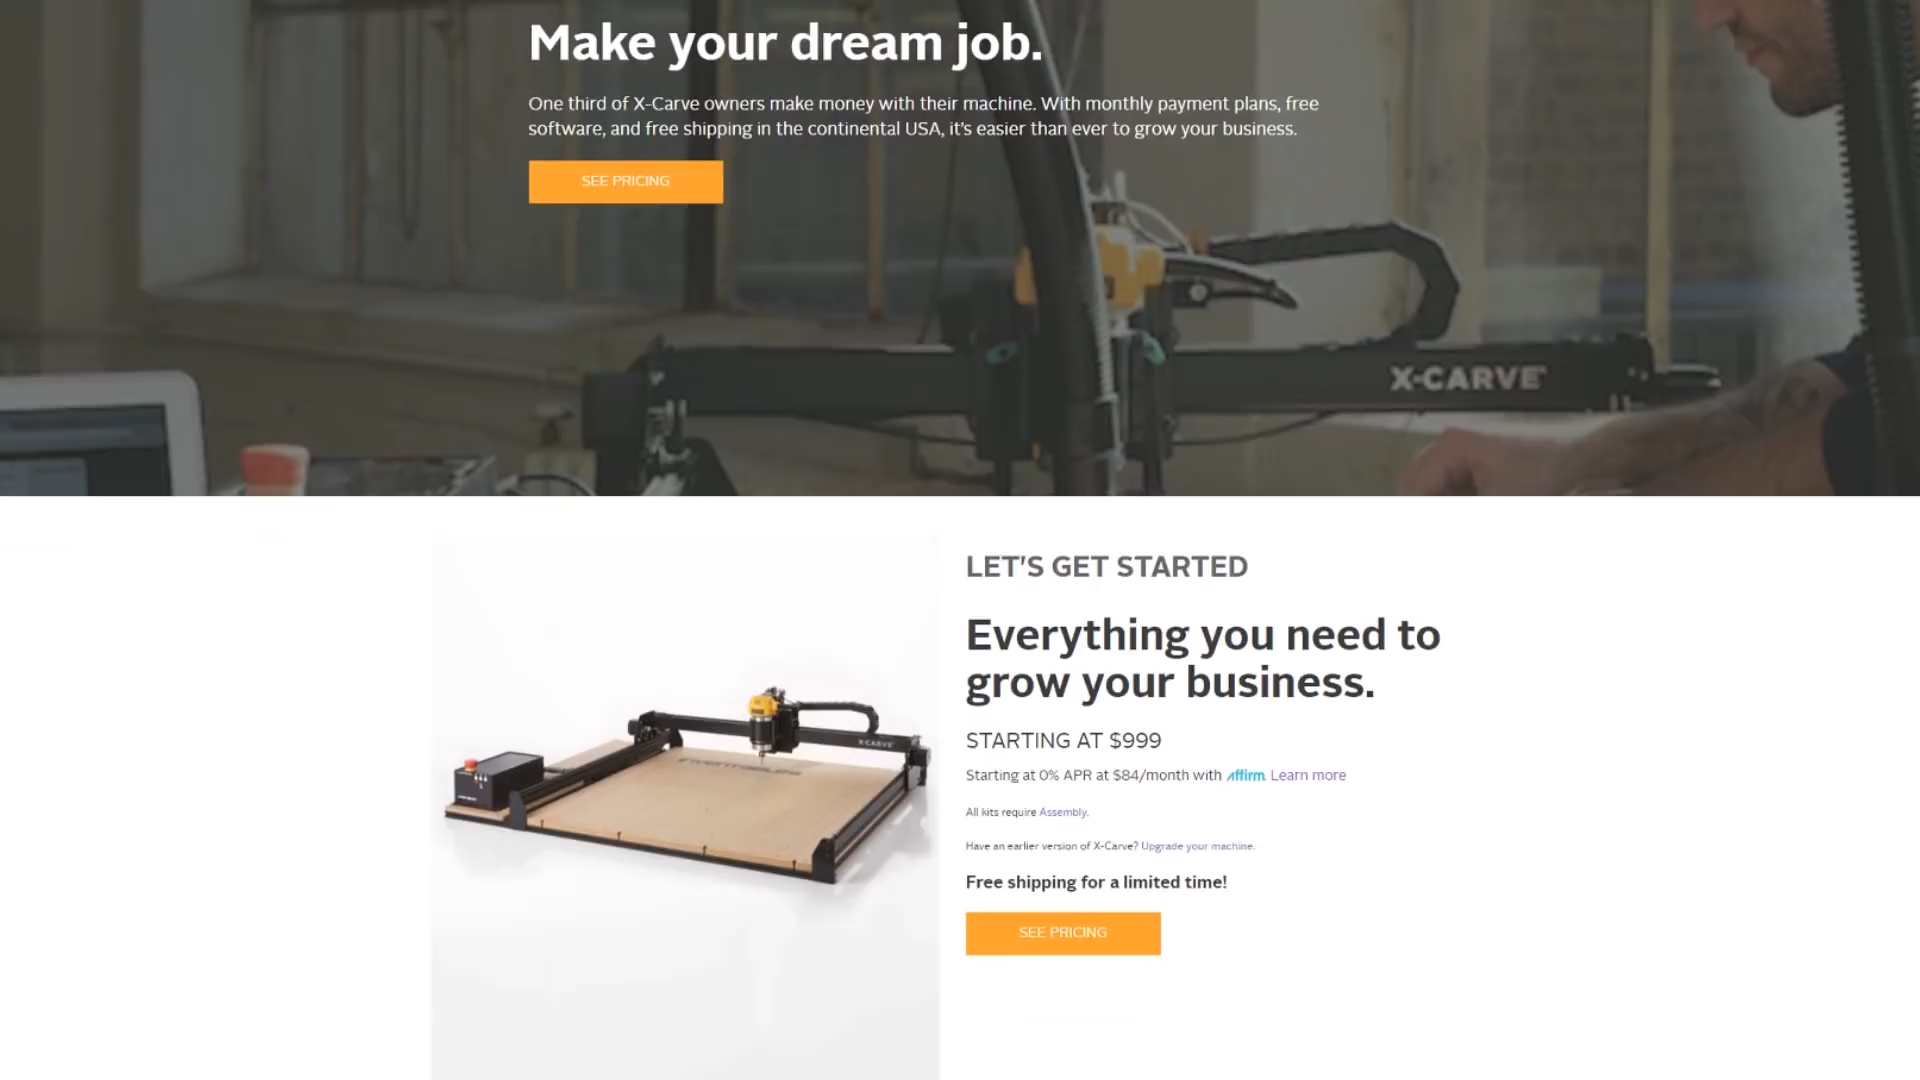 Make your dream job.
One third of X-Carve owners make money with their machine. With monthly payment plans, free
software, and free shipping in the continental USA, it's easier than ever to grow your business.
SEE PRICING
X-CARVE
LET'S GET STARTED
Everything you need to
grow your business.
STARTING AT $999
Starting at 0% APR at $84/month with affirm. Learn more
All kits require Assembly.
Have an earlier version of X-Carve? Upgrade your machine.
Free shipping for a limited time!
SEE PRICING
X-CARVE
INVENTABLES